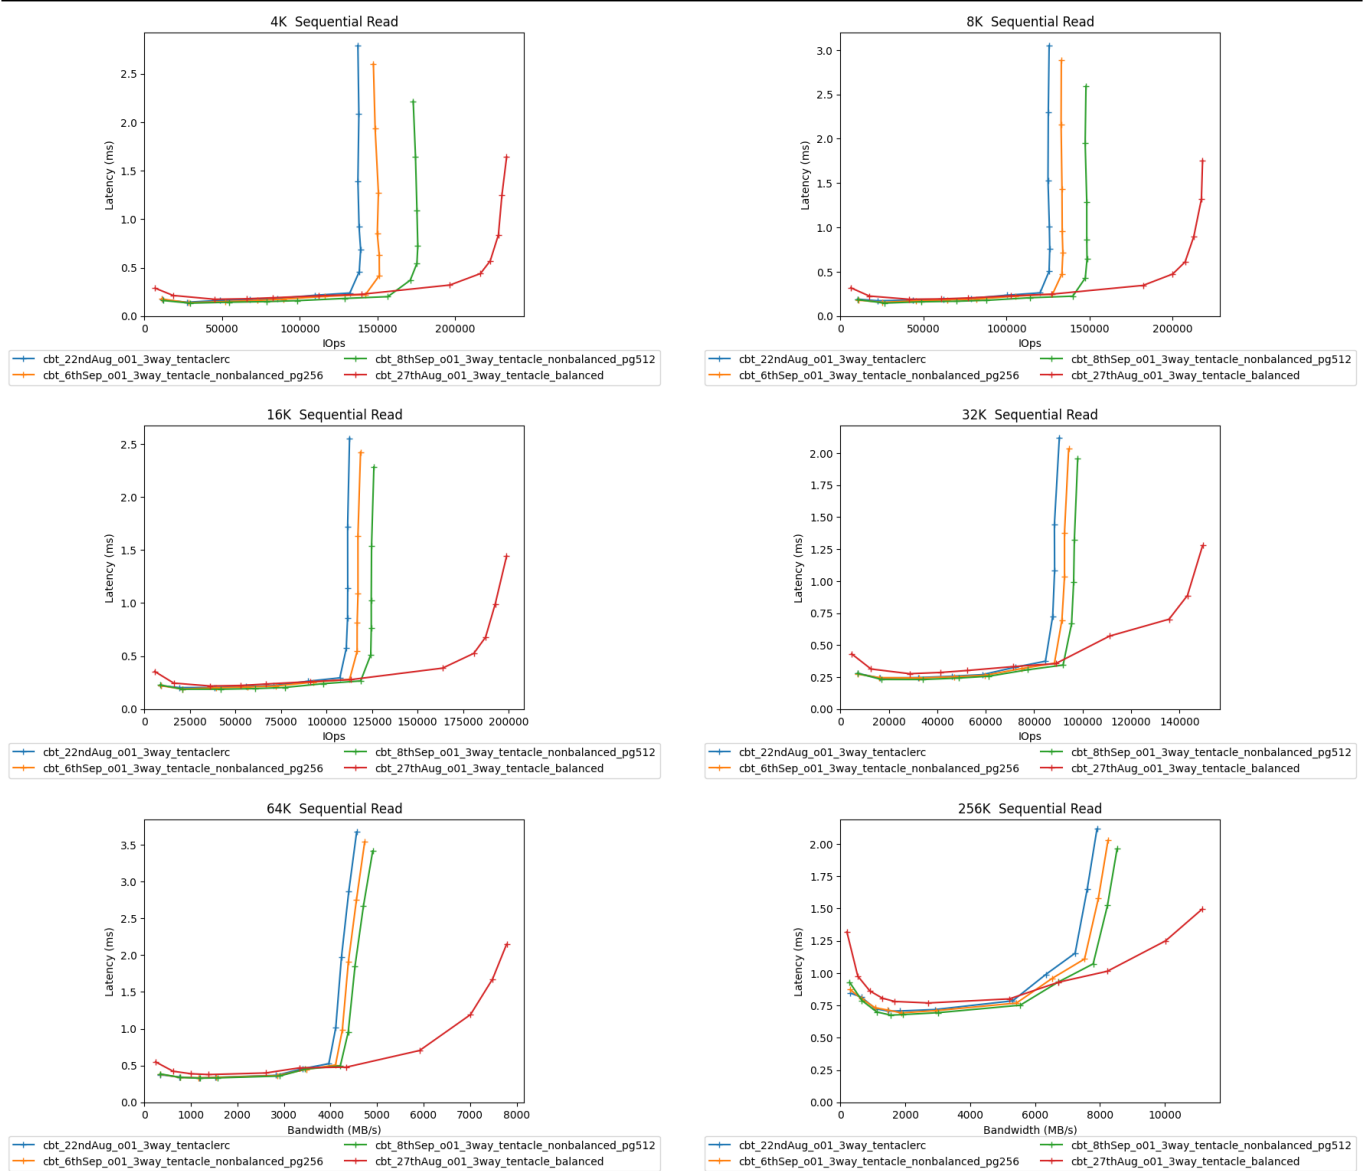 4K  Sequential Read
Latency (ms)
2.5
2.0
1.5
1.0
0.5
0.0
0 50000 100000 150000 200000
IOps
cbt_22ndAug_o01_3way_tentaclerc cbt_8thSep_o01_3way_tentacle_nonbalanced_pg512
cbt_6thSep_o01_3way_tentacle_nonbalanced_pg256 cbt_27thAug_o01_3way_tentacle_balanced
8K  Sequential Read
Latency (ms)
3.0
2.5
2.0
1.5
1.0
0.5
0.0
0 50000 100000 150000 200000
IOps
cbt_22ndAug_o01_3way_tentaclerc cbt_8thSep_o01_3way_tentacle_nonbalanced_pg512
cbt_6thSep_o01_3way_tentacle_nonbalanced_pg256 cbt_27thAug_o01_3way_tentacle_balanced
16K  Sequential Read
Latency (ms)
2.5
2.0
1.5
1.0
0.5
0.0
0 25000 50000 75000 100000 125000 150000 175000 200000
IOps
cbt_22ndAug_o01_3way_tentaclerc cbt_8thSep_o01_3way_tentacle_nonbalanced_pg512
cbt_6thSep_o01_3way_tentacle_nonbalanced_pg256 cbt_27thAug_o01_3way_tentacle_balanced
32K  Sequential Read
Latency (ms)
2.00
1.75
1.50
1.25
1.00
0.75
0.50
0.25
0.00
0 20000 40000 60000 80000 100000 120000 140000
IOps
cbt_22ndAug_o01_3way_tentaclerc cbt_8thSep_o01_3way_tentacle_nonbalanced_pg512
cbt_6thSep_o01_3way_tentacle_nonbalanced_pg256 cbt_27thAug_o01_3way_tentacle_balanced
64K  Sequential Read
Latency (ms)
3.5
3.0
2.5
2.0
1.5
1.0
0.5
0.0
0 1000 2000 3000 4000 5000 6000 7000 8000
Bandwidth (MB/s)
cbt_22ndAug_o01_3way_tentaclerc cbt_8thSep_o01_3way_tentacle_nonbalanced_pg512
cbt_6thSep_o01_3way_tentacle_nonbalanced_pg256 cbt_27thAug_o01_3way_tentacle_balanced
256K  Sequential Read
Latency (ms)
2.00
1.75
1.50
1.25
1.00
0.75
0.50
0.25
0.00
0 2000 4000 6000 8000 10000
Bandwidth (MB/s)
cbt_22ndAug_o01_3way_tentaclerc cbt_8thSep_o01_3way_tentacle_nonbalanced_pg512
cbt_6thSep_o01_3way_tentacle_nonbalanced_pg256 cbt_27thAug_o01_3way_tentacle_balanced